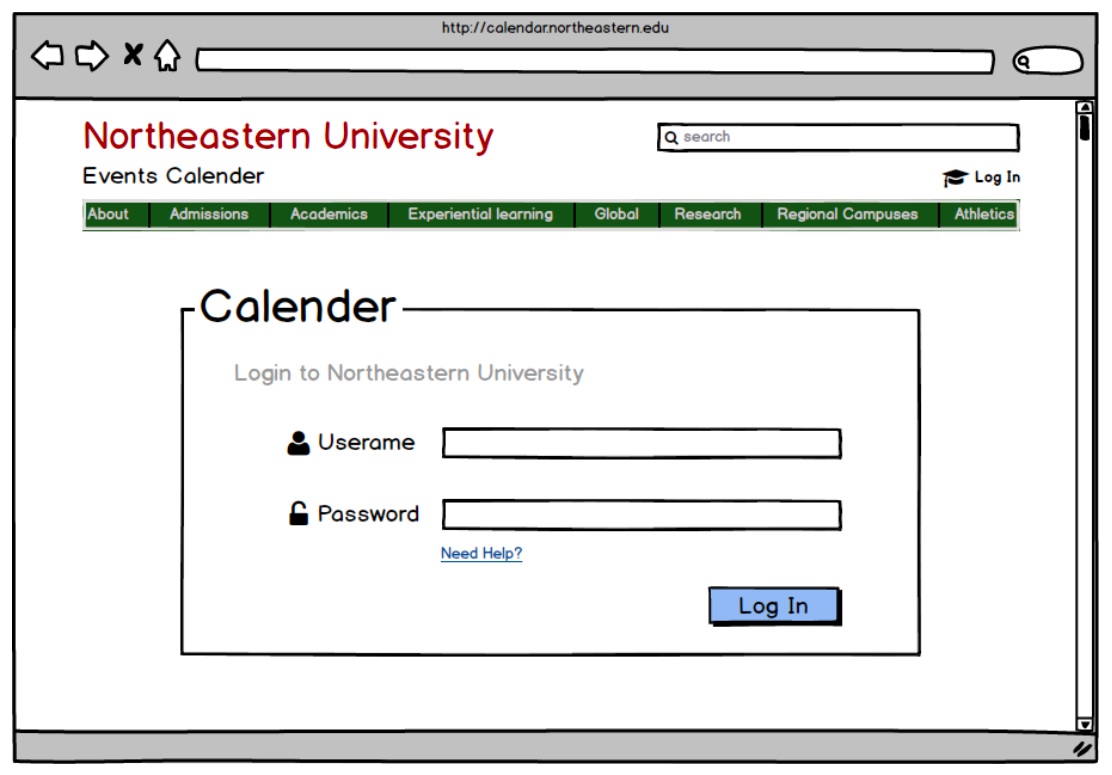 http://calendar.northeastern.edu
Northeastern University
search
Events Calender
Log In
About Admissions Academics Experiential learning Global Research Regional Campuses Athletics
Calender
Login to Northeastern University
Userame
Password
Need Help?
Log In